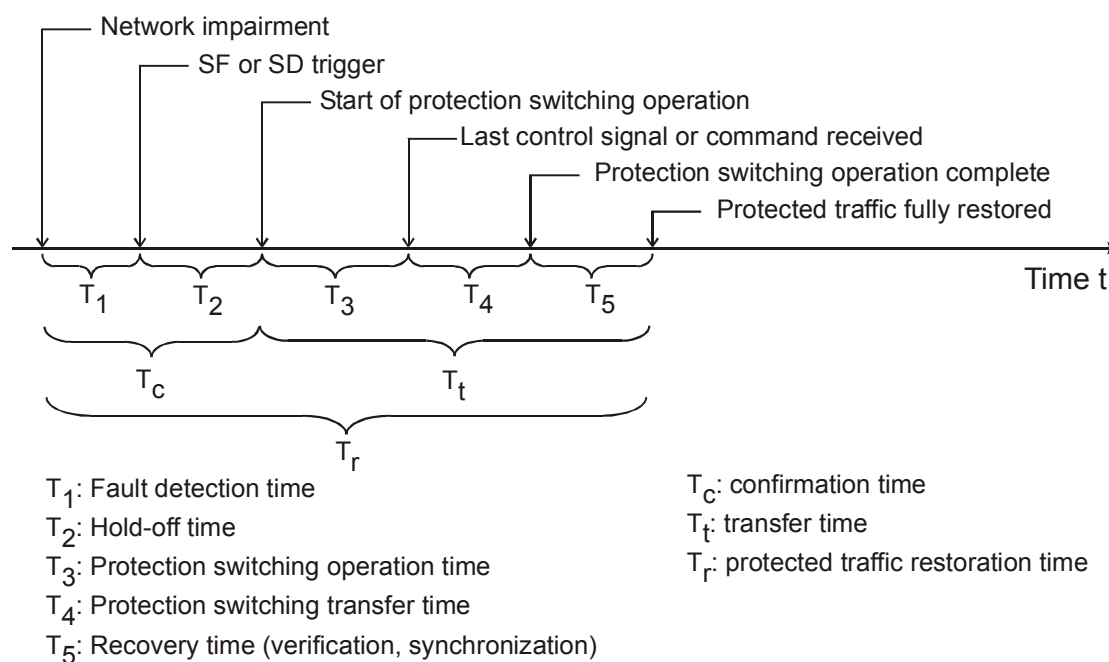 Network impairment
SF or SD trigger
Start of protection switching operation
Last control signal or command received
Protection switching operation complete
Protected traffic fully restored
Time t
T1
T2
T3
T4
T5
Tc
Tt
Tr
T1: Fault detection time
T2: Hold-off time
T3: Protection switching operation time
T4: Protection switching transfer time
T5: Recovery time (verification, synchronization)
Tc: confirmation time
Tt: transfer time
Tr: protected traffic restoration time